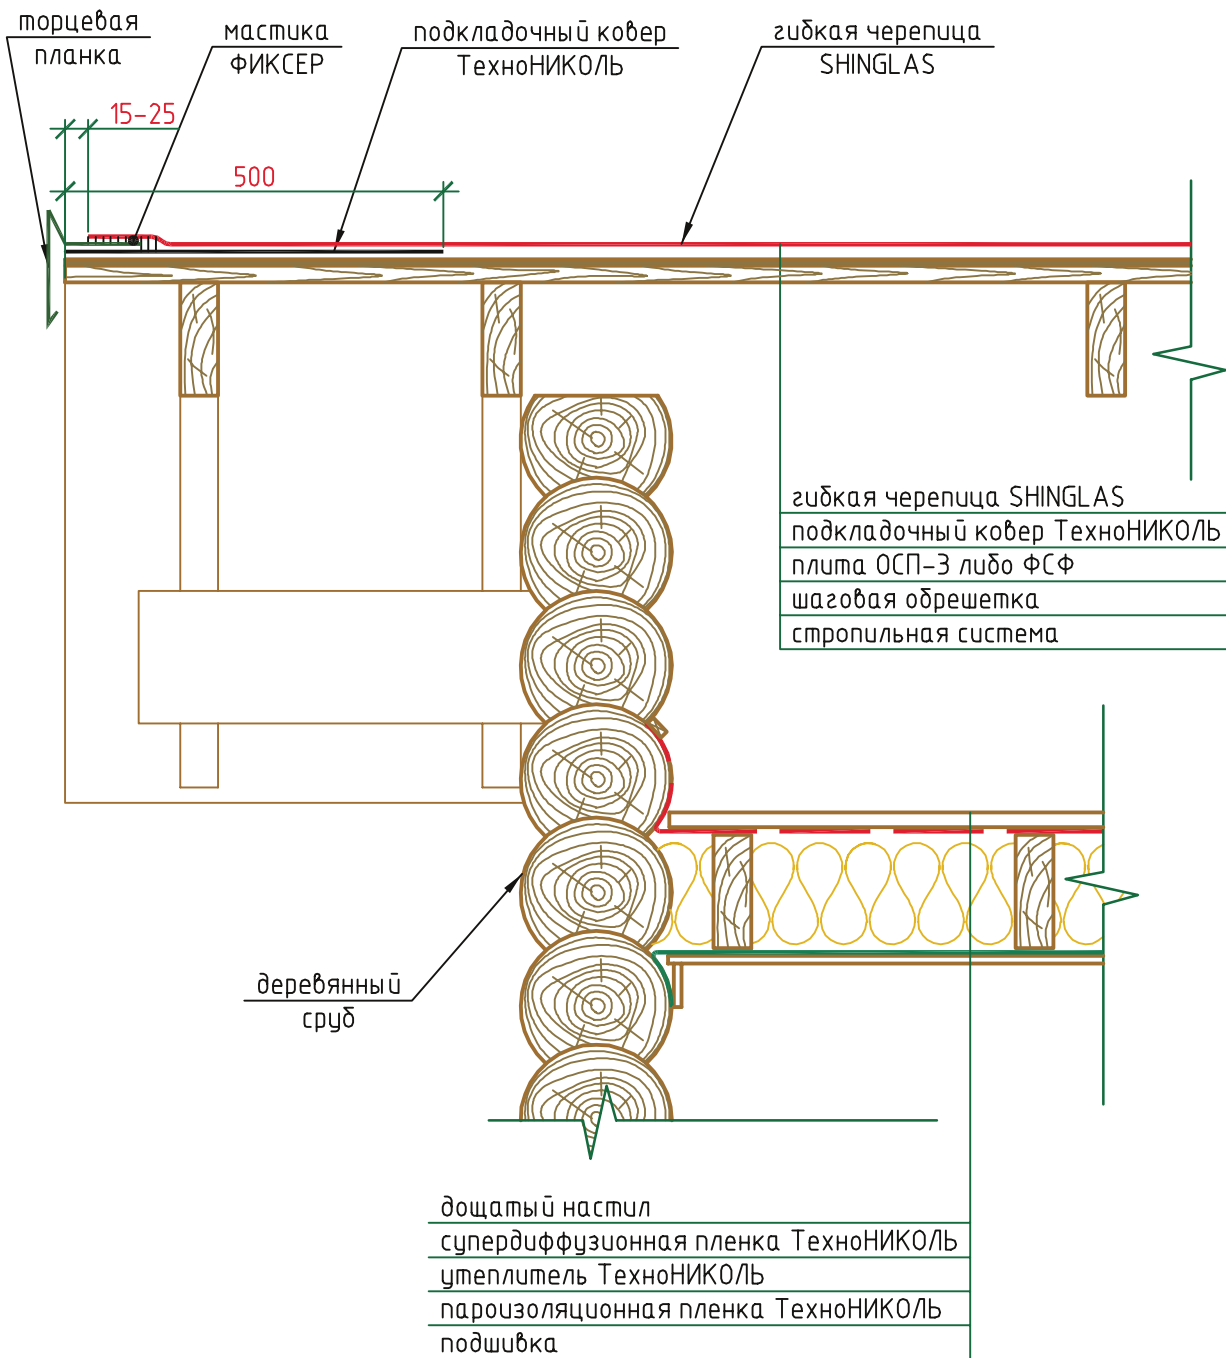 торцевая
планка
мастика
ФИКСЕР
подкладочный ковер
ТехноНИКОЛЬ
гибкая черепица
SHINGLAS
15-25
500
гибкая черепица SHINGLAS
подкладочный ковер ТехноНИКОЛЬ
плита ОСП-3 либо ФСФ
шаговая обрешетка
стропильная система
деревянный
сруб
дощатый настил
супердиффузионная пленка ТехноНИКОЛЬ
утеплитель ТехноНИКОЛЬ
пароизоляционная пленка ТехноНИКОЛЬ
подшивка